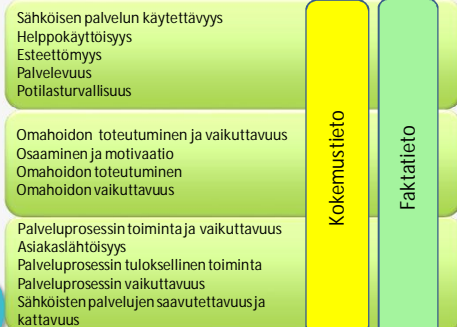 Sähköisen palvelun käytettävyys
Helppokäyttöisyys
Esteettömyys
Palvelevuus
Potilasturvallisuus
Omahoidon toteutuminen ja vaikuttavuus
Osaaminen ja motivaatio
Omahoidon toteutuminen
Omahoidon vaikuttavuus
Palveluprosessin toiminta ja vaikuttavuus
Asiakaslähtöisyys
Palveluprosessin tuloksellinen toiminta
Palveluprosessin vaikuttavuus
Sähköisten palvelujen saavutettavuus ja
kattavuus
Kokemustieto
Faktatieto